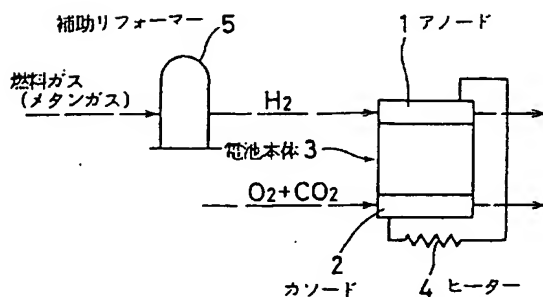 補助リフォーマー
5
1 アノード
燃料ガス
(メタンガス)
H2
電池本体 3
O2+CO2
2
カソード
4 ヒーター